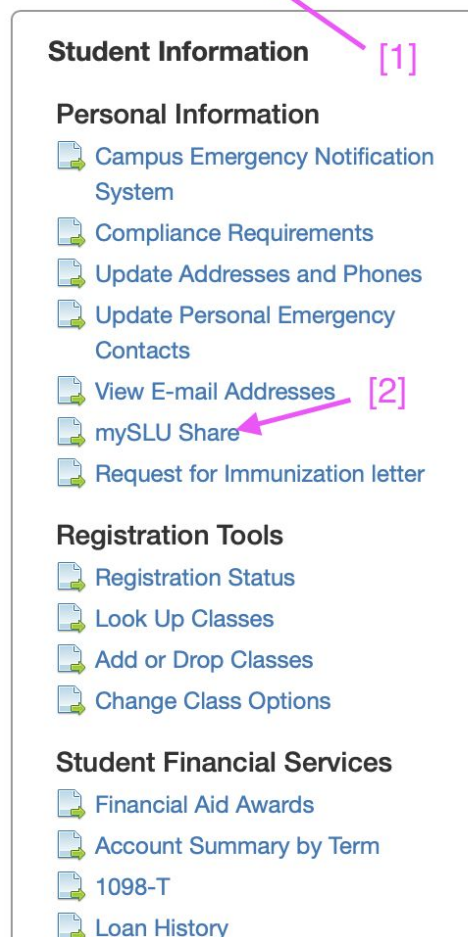 Student Information
[1]
Personal Information
Campus Emergency Notification
System
Compliance Requirements
Update Addresses and Phones
Update Personal Emergency
Contacts
View E-mail Addresses
[2]
mySLU Share
Request for Immunization letter
Registration Tools
Registration Status
Look Up Classes
Add or Drop Classes
Change Class Options
Student Financial Services
Financial Aid Awards
Account Summary by Term
1098-T
Loan History